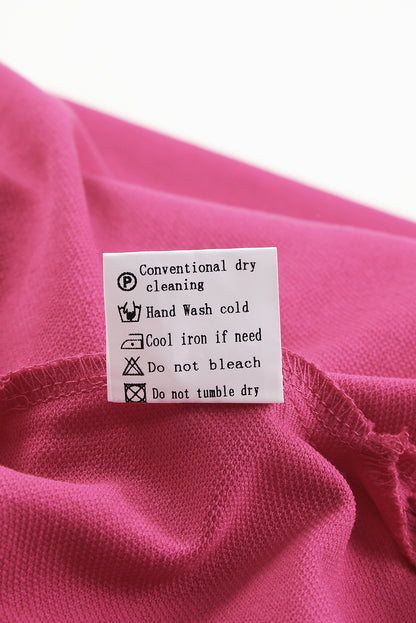 P Conventional dry
cleaning
Hand Wash cold
Cool iron if need
Do not bleach
Do not tumble dry